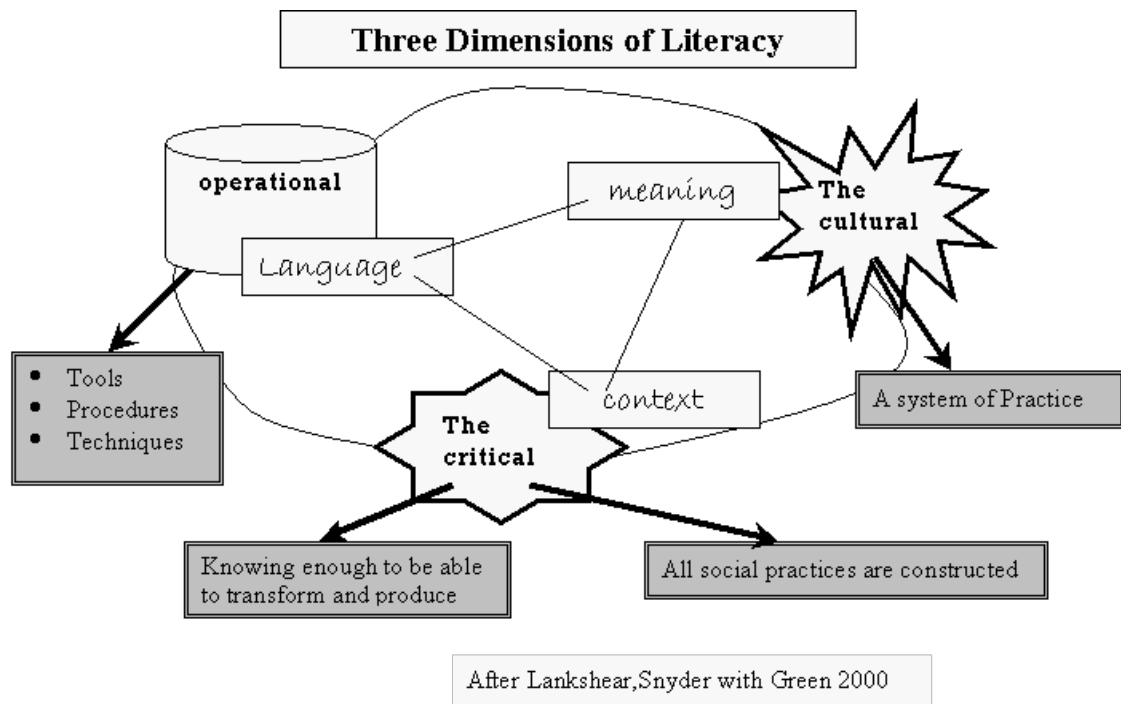 Three Dimensions of Literacy
operational
meaning
The
cultural
Language
• Tools
• Procedures
• Techniques
context
A system of Practice
The
critical
Knowing enough to be able
to transform and produce
All social practices are constructed
After Lankshear,Snyder with Green 2000